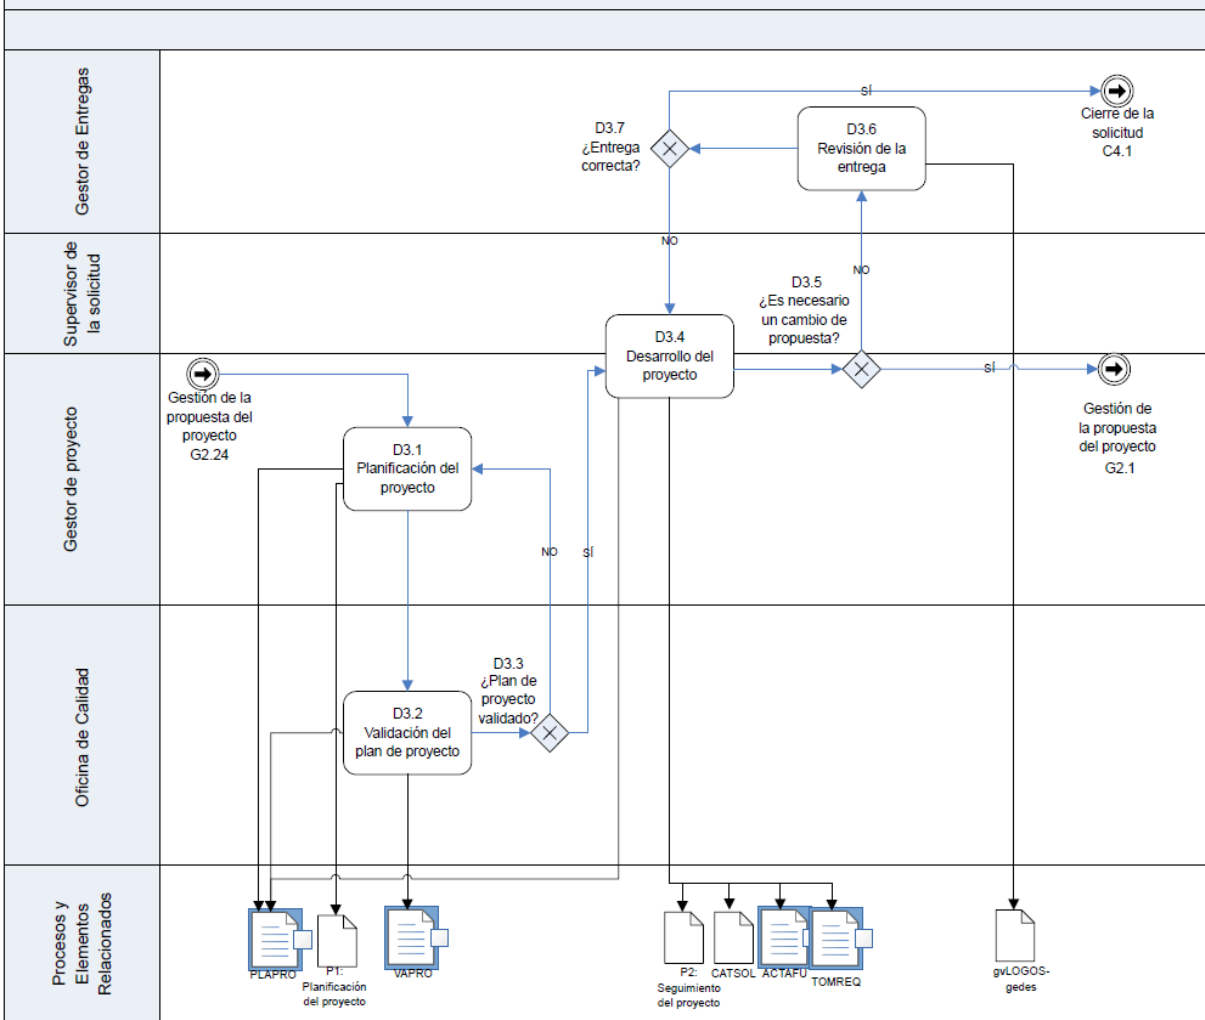 Gestor de Entregas
D3.7
¿Entrega
correcta?
SÍ
D3.6
Revisión de la
entrega
Cierre de la
solicitud
C4.1
Supervisor de
la solicitud
NO
D3.4
Desarrollo del
proyecto
D3.5
¿Es necesario
un cambio de
propuesta?
NO
SÍ
Gestión de
la propuesta
del proyecto
G2.1
Gestor de proyecto
Gestión de la
propuesta del
proyecto
G2.24
D3.1
Planificación del
proyecto
NO
SÍ
Oficina de Calidad
D3.2
Validación del
plan de proyecto
D3.3
¿Plan de
proyecto
validado?
Procesos y
Elementos
Relacionados
PLAPRO
P1:
Planificación
del proyecto
VAPRO
P2:
Seguimiento
del proyecto
CATSOL
ACTAFU
TOMREQ
gvLOGOS-
gedes